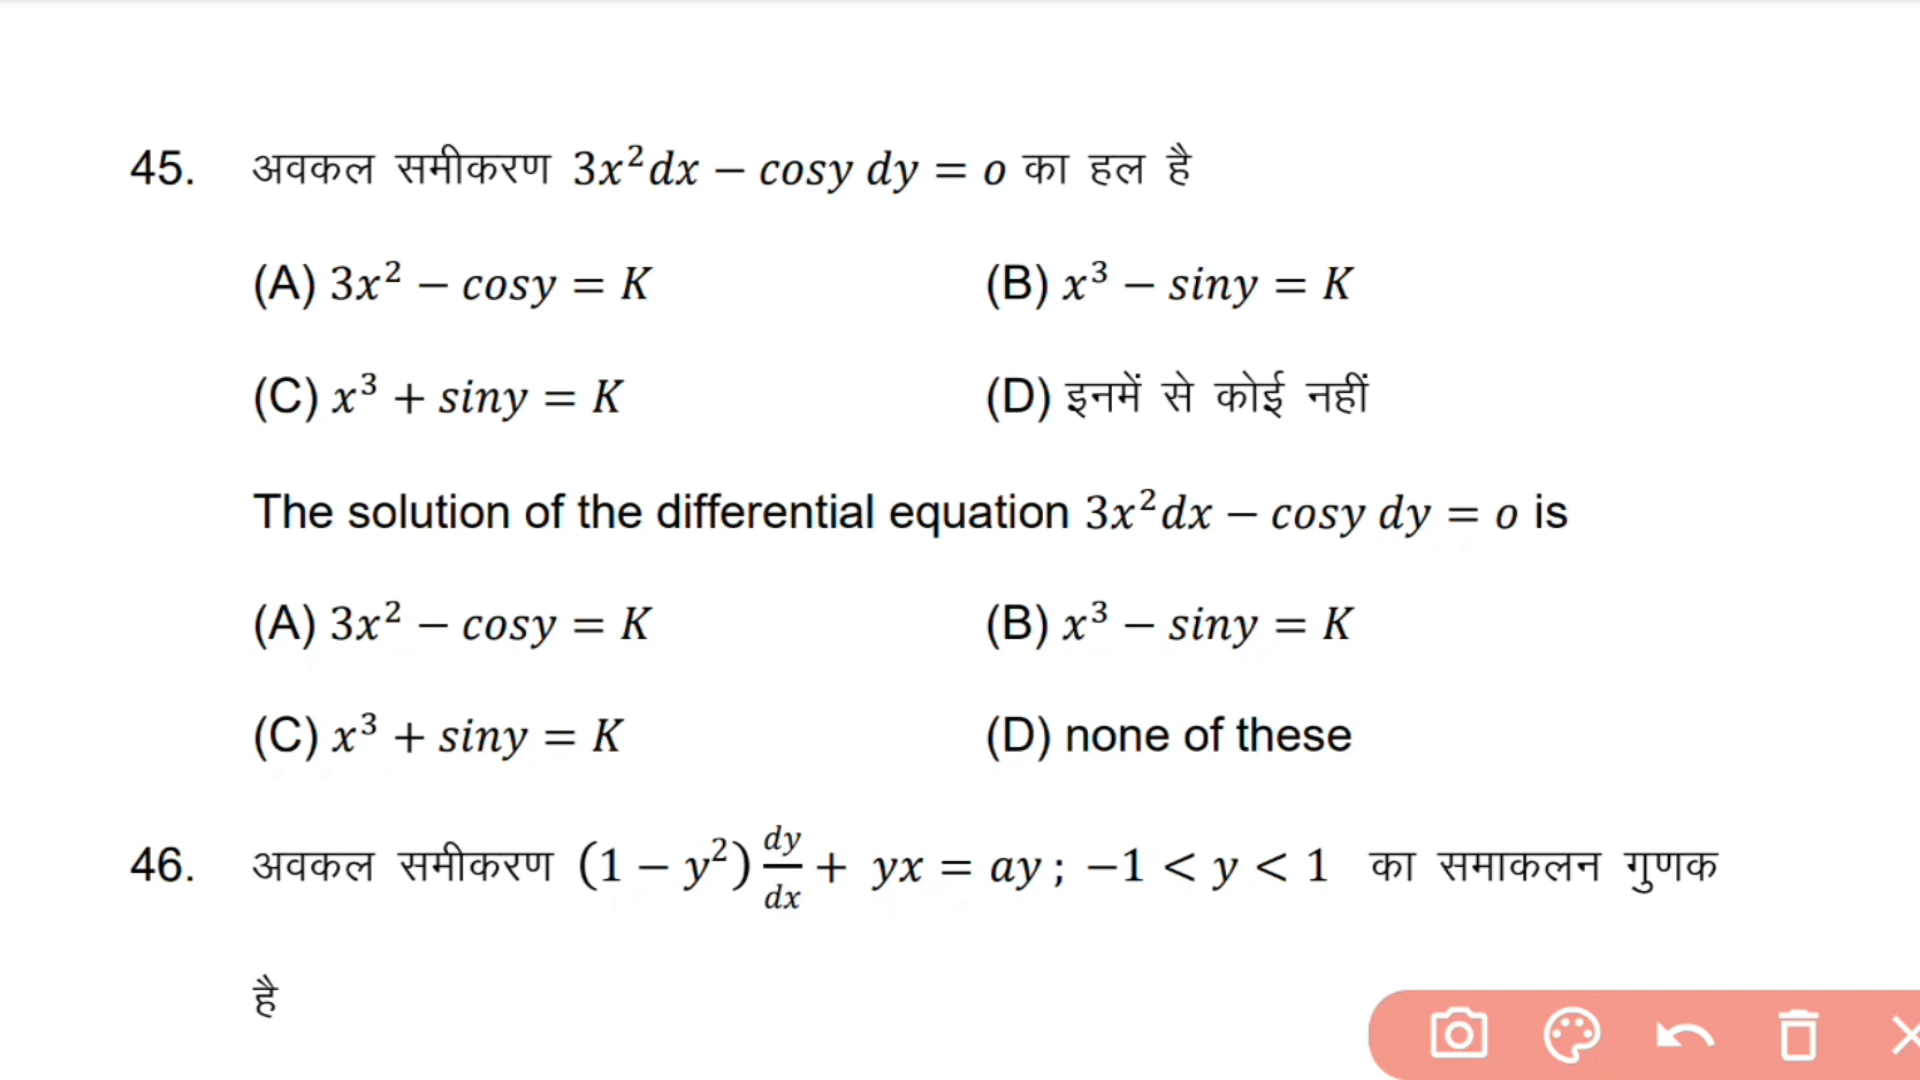 45. अवकल समीकरण 3x²dx − cosy dy = o का हल है
(A) 3x² − cosy = K (B) x³ − siny = K
(C) x³ + siny = K (D) इनमें से कोई नहीं
The solution of the differential equation 3x²dx − cosy dy = o is
(A) 3x² − cosy = K (B) x³ − siny = K
(C) x³ + siny = K (D) none of these
46. अवकल समीकरण (1 − y²) dy/dx + yx = ay ; −1 < y < 1 का समाकलन गुणक
है